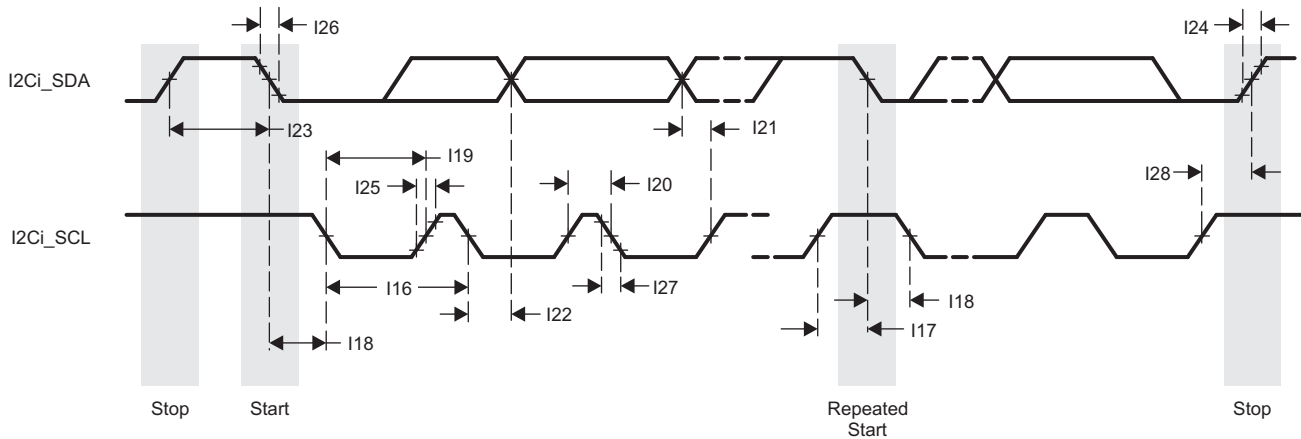 I26
I24
I2Ci_SDA
I23
I21
I19
I25
I20
I28
I2Ci_SCL
I16
I27
I22
I18
I18
I17
Stop
Start
Repeated
Start
Stop